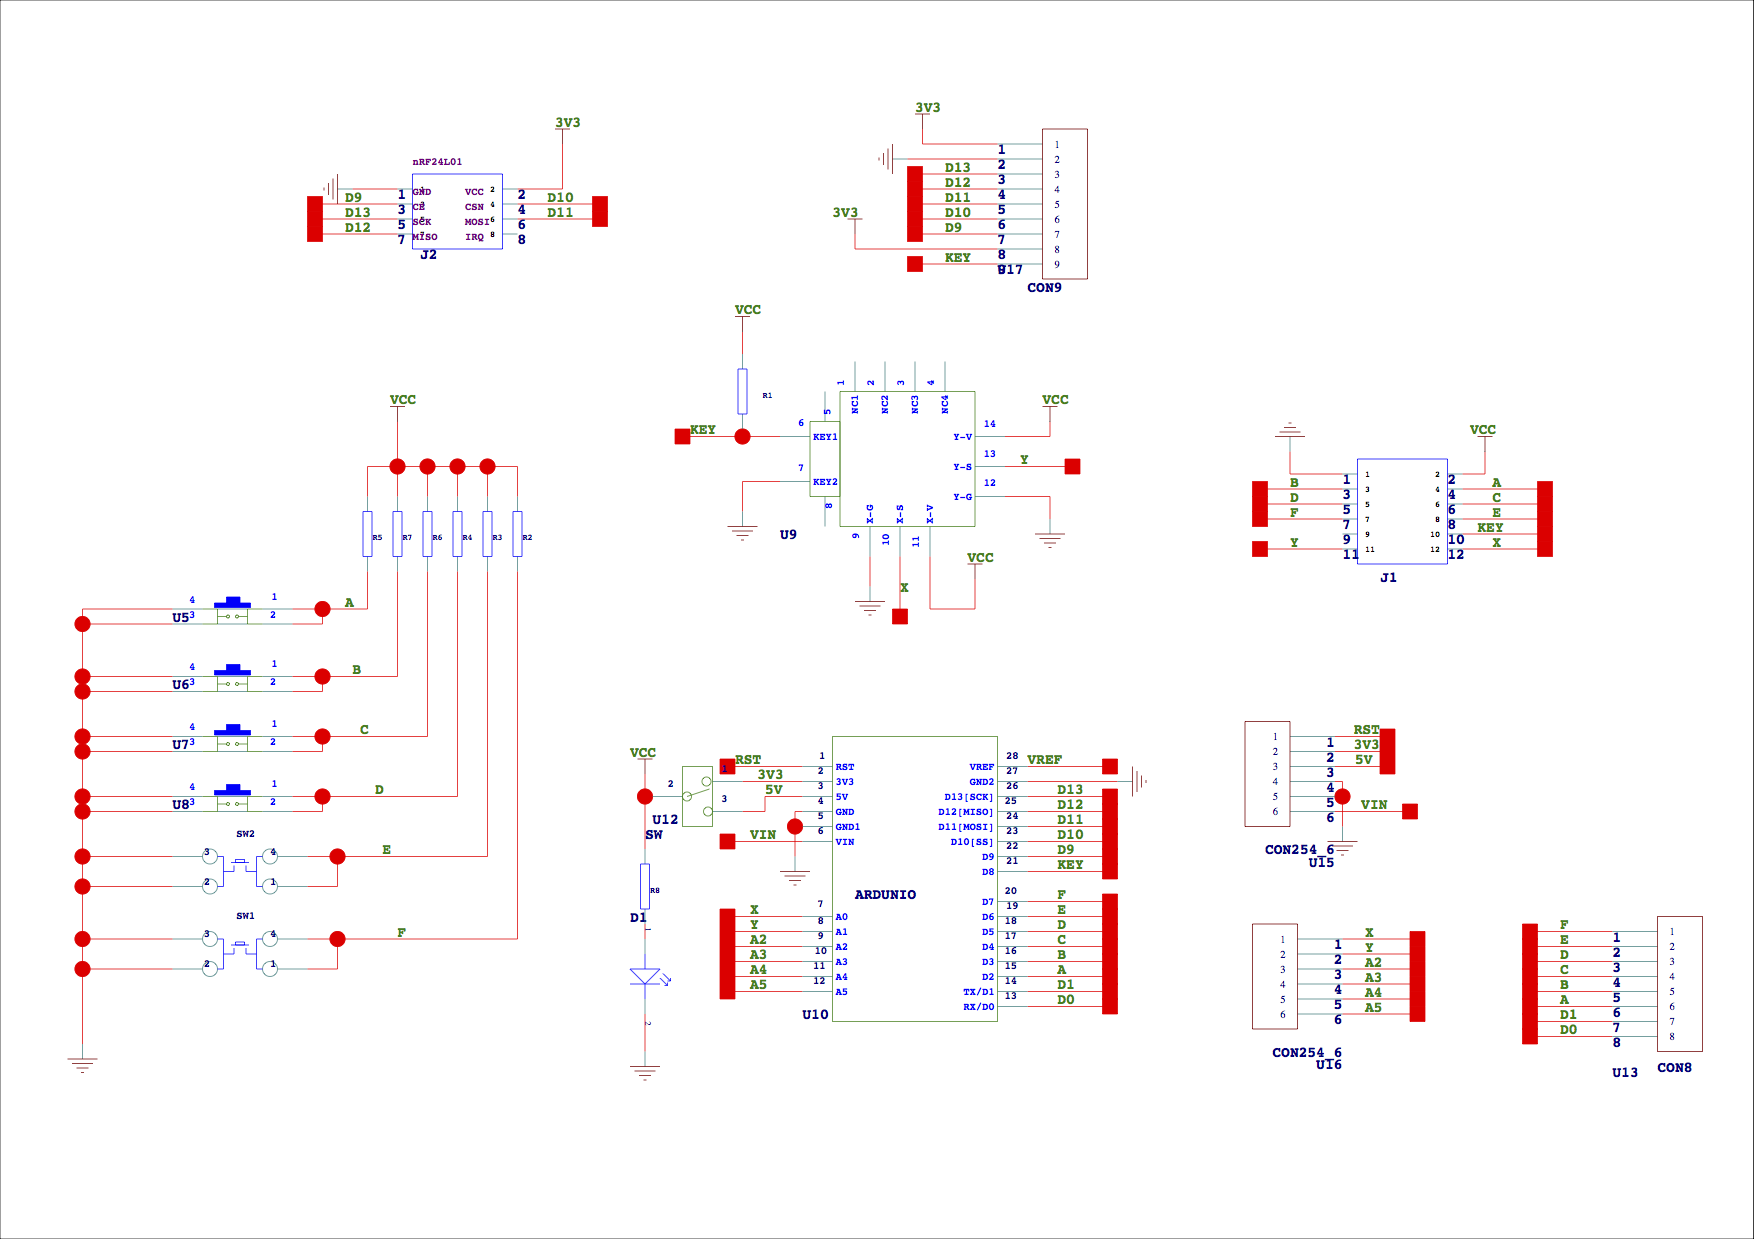 3V3
nRF24L01
1 GND VCC 2
3 CE CSN 4
5 SCK MOSI 6
7 MISO IRQ 8
D9 1 2 D10
D13 3 4 D11
D12 5 6
7 8
J2
3V3
1 1
2 2
D13 3 3
D12 4 4
D11 5 5
D10 6 6
D9 7 7
3V3
8 8
KEY 9 9
U17
CON9
VCC
R1
KEY
6 KEY1
7 KEY2
5
8
1 2 3 4
NC1 NC2 NC3 NC4
14 Y-V VCC
13 Y-S Y
12 Y-G
X-G X-S X-V
9 10 11
U9
VCC
X
VCC
R5 R7 R6 R4 R3 R2
4 1 A
U5 3 2
4 1 B
U6 3 2
4 1 C
U7 3 2
4 1 D
U8 3 2
SW2
3 4 E
2 1
SW1
3 4 F
2 1
VCC
1 2 3
U12
SW
R8
D1
1
2
RST 1 RST
3V3 2 3V3
5V 3 5V
4 GND
5 GND1
VIN 6 VIN
X 7 A0
Y 8 A1
A2 9 A2
A3 10 A3
A4 11 A4
A5 12 A5
ARDUNIO
U10
VREF 28 VREF
GND2 27
D13[SCK] 26 D13
D12[MISO] 25 D12
D11[MOSI] 24 D11
D10[SS] 23 D10
D9 22 D9
D8 21 KEY
D7 20 F
D6 19 E
D5 18 D
D4 17 C
D3 16 B
D2 15 A
TX/D1 14 D1
RX/D0 13 D0
VCC
1 1 2 2
B 3 3 4 4 A
D 5 5 6 6 C
F 7 7 8 8 E
9 9 10 10 KEY
Y 11 11 12 12 X
J1
1 1 RST
2 2 3V3
3 3 5V
4 4
5 5
6 6 VIN
CON254_6
U15
1 1 X
2 2 Y
3 3 A2
4 4 A3
5 5 A4
6 6 A5
CON254_6
U16
F 1 1
E 2 2
D 3 3
C 4 4
B 5 5
A 6 6
D1 7 7
D0 8 8
U13
CON8